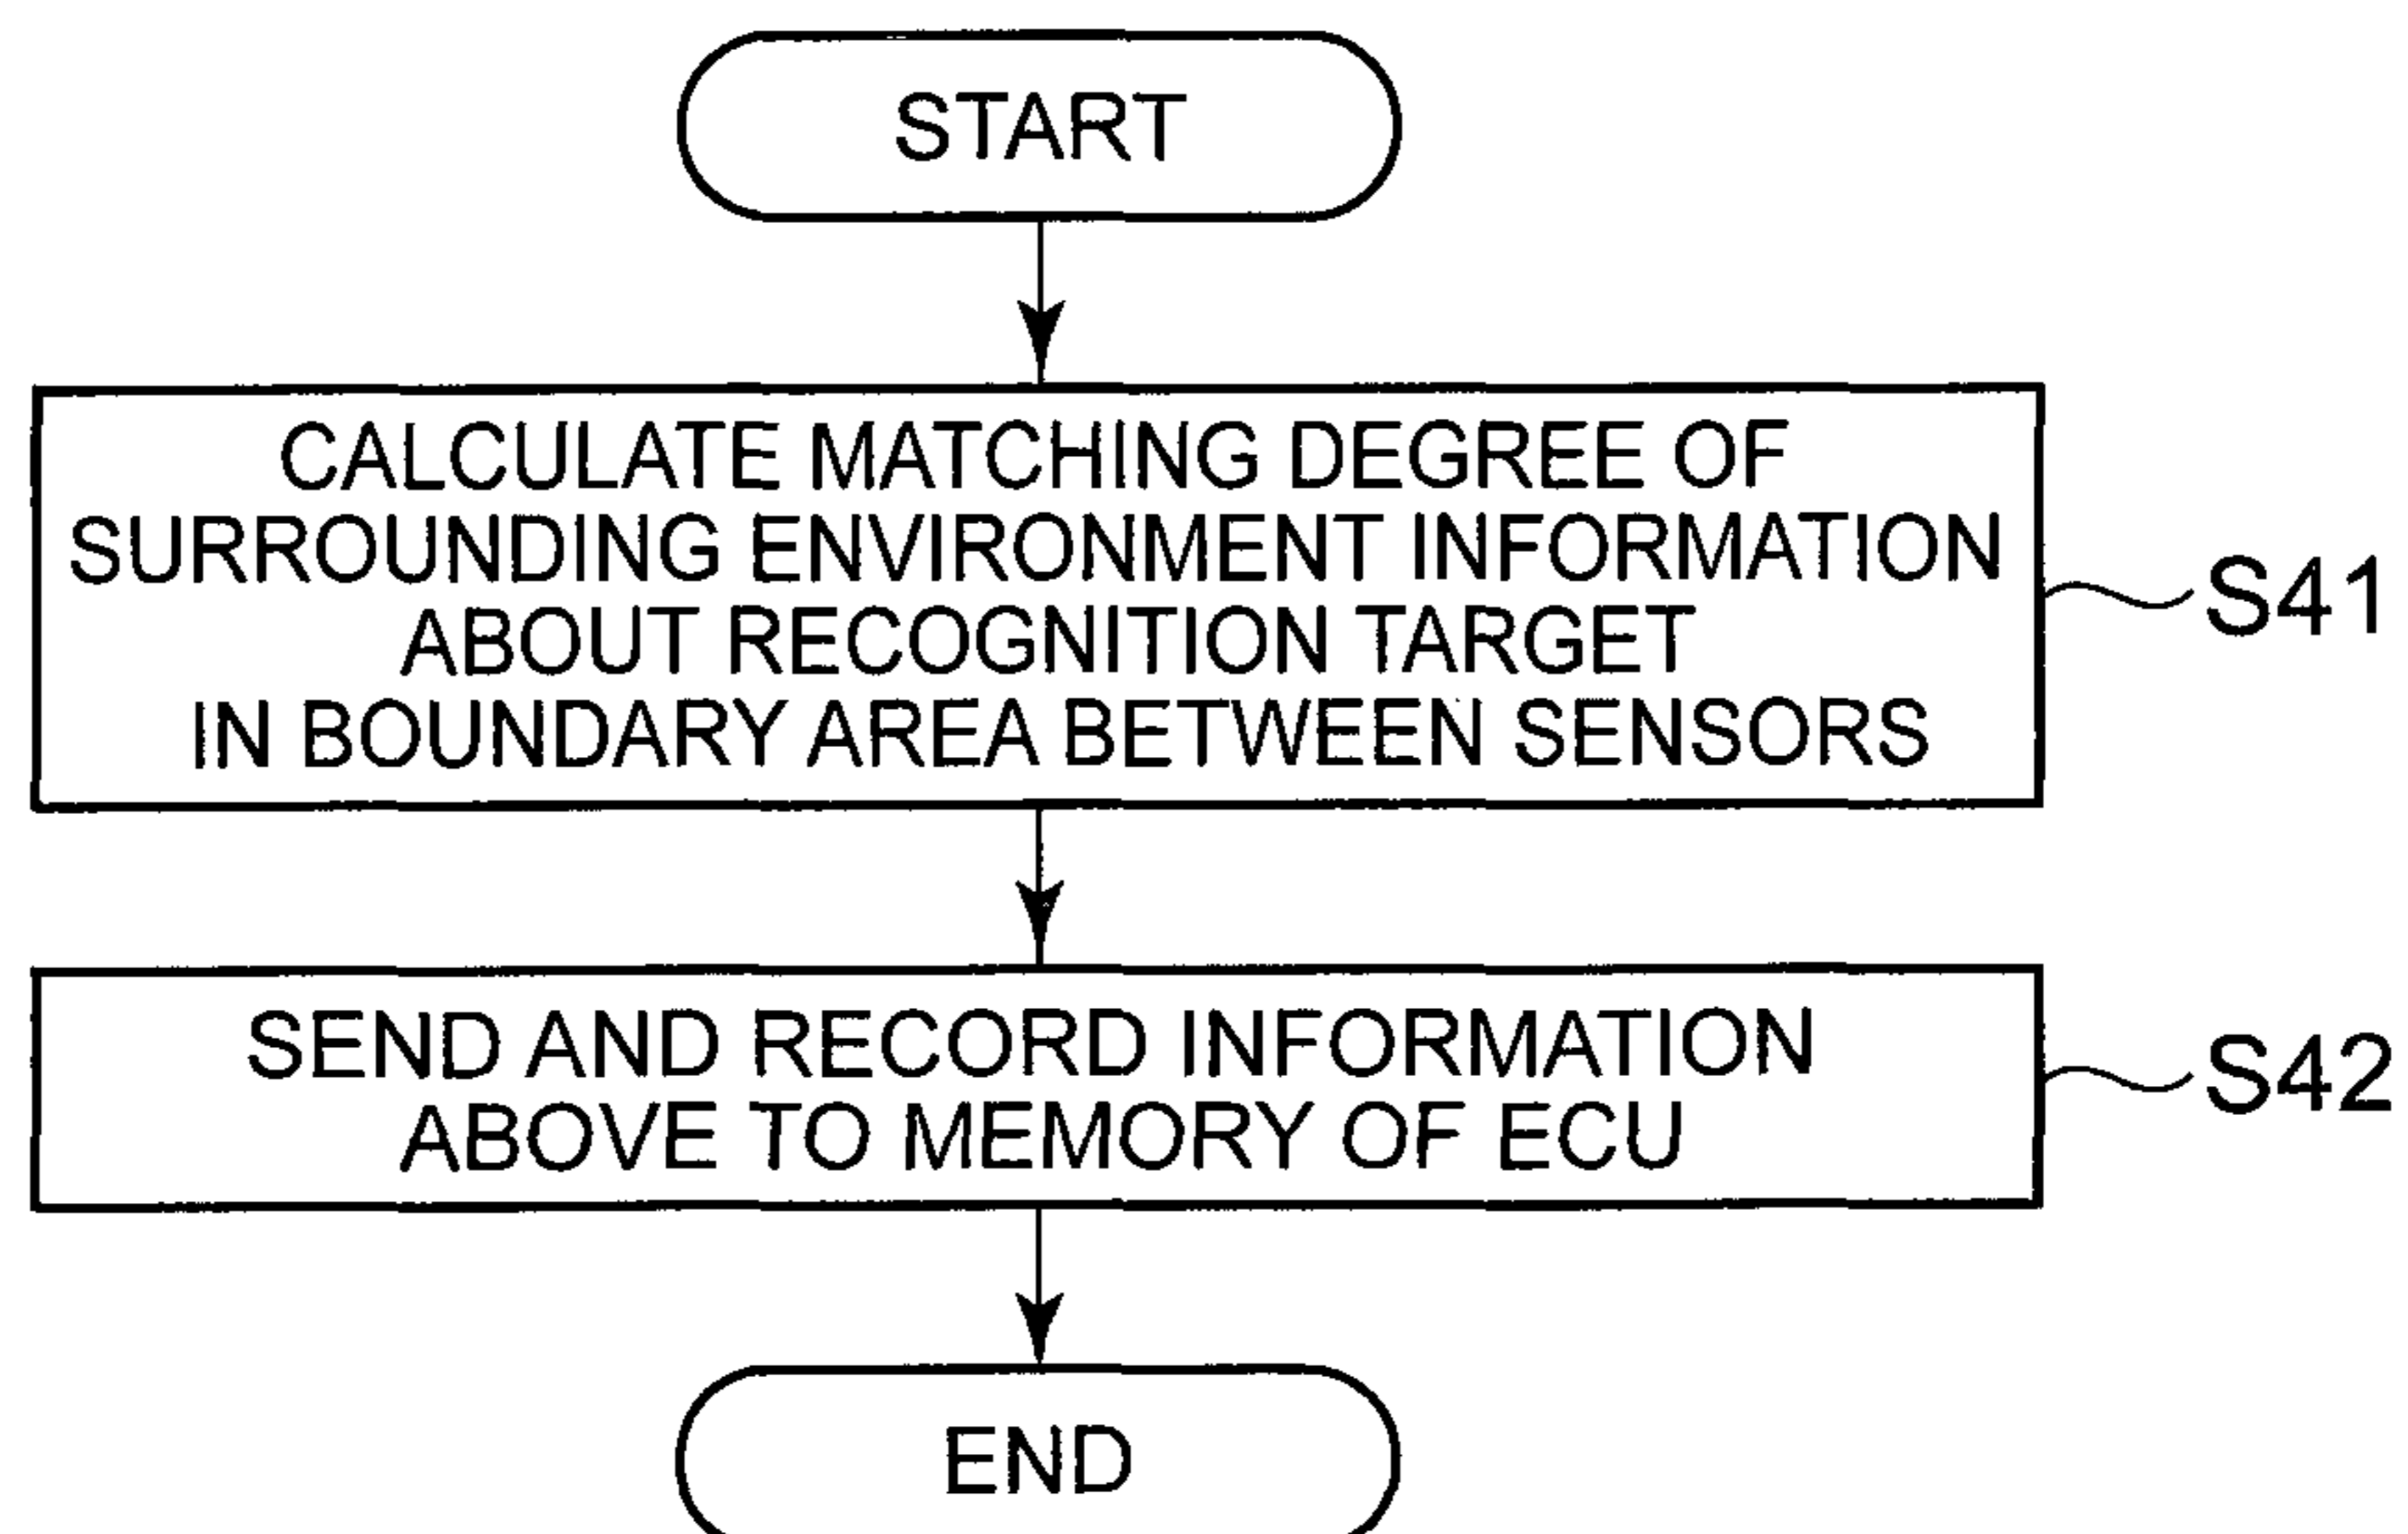 START
CALCULATE MATCHING DEGREE OF
SURROUNDING ENVIRONMENT INFORMATION
ABOUT RECOGNITION TARGET
IN BOUNDARY AREA BETWEEN SENSORS
S41
SEND AND RECORD INFORMATION
ABOVE TO MEMORY OF ECU
S42
END